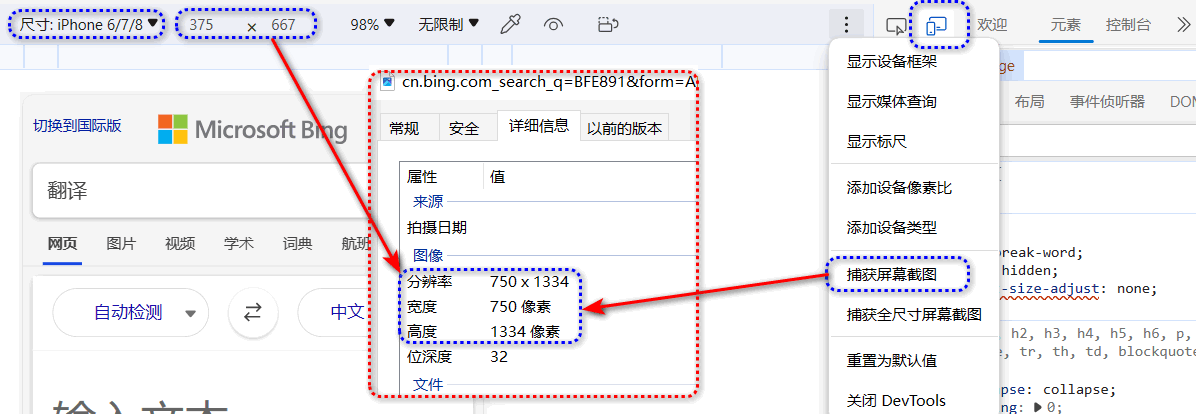 尺寸: iPhone 6/7/8 ▼ 375 × 667 98% ▼ 无限制 ▼
欢迎 元素 控制台
切换到国际版 Microsoft Bing
翻译
网页 图片 视频 学术 词典 航班
自动检测 中文
输入文本
cn.bing.com_search_q=BFE891&form=A
常规 安全 详细信息 以前的版本
属性 值
来源
拍摄日期
图像
分辨率 750 x 1334
宽度 750 像素
高度 1334 像素
位深度 32
文件
显示设备框架
显示媒体查询
显示标尺
添加设备像素比
添加设备类型
捕获屏幕截图
捕获全尺寸屏幕截图
重置为默认值
关闭 DevTools
ge
布局 事件侦听器 DOM
reak-word;
hidden;
-size-adjust: none;
h2, h3, h4, h5, h6, p,
, tr, th, td, blockquote
pse: collapse;
ng: ▶ 0;